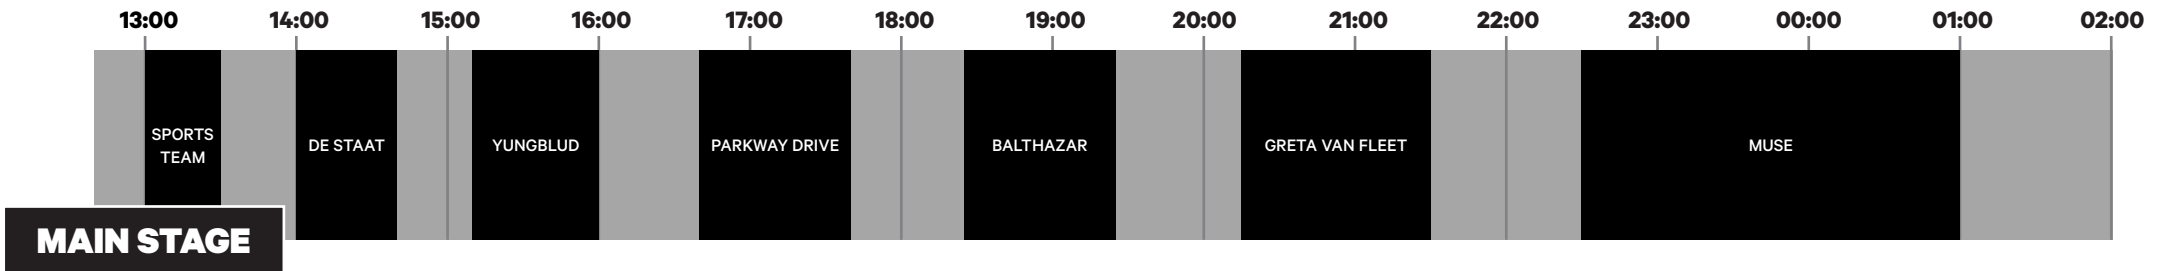 13:00 14:00 15:00 16:00 17:00 18:00 19:00 20:00 21:00 22:00 23:00 00:00 01:00 02:00
SPORTS
TEAM
DE STAAT
YUNGBLUD
PARKWAY DRIVE
BALTHAZAR
GRETA VAN FLEET
MUSE
MAIN STAGE